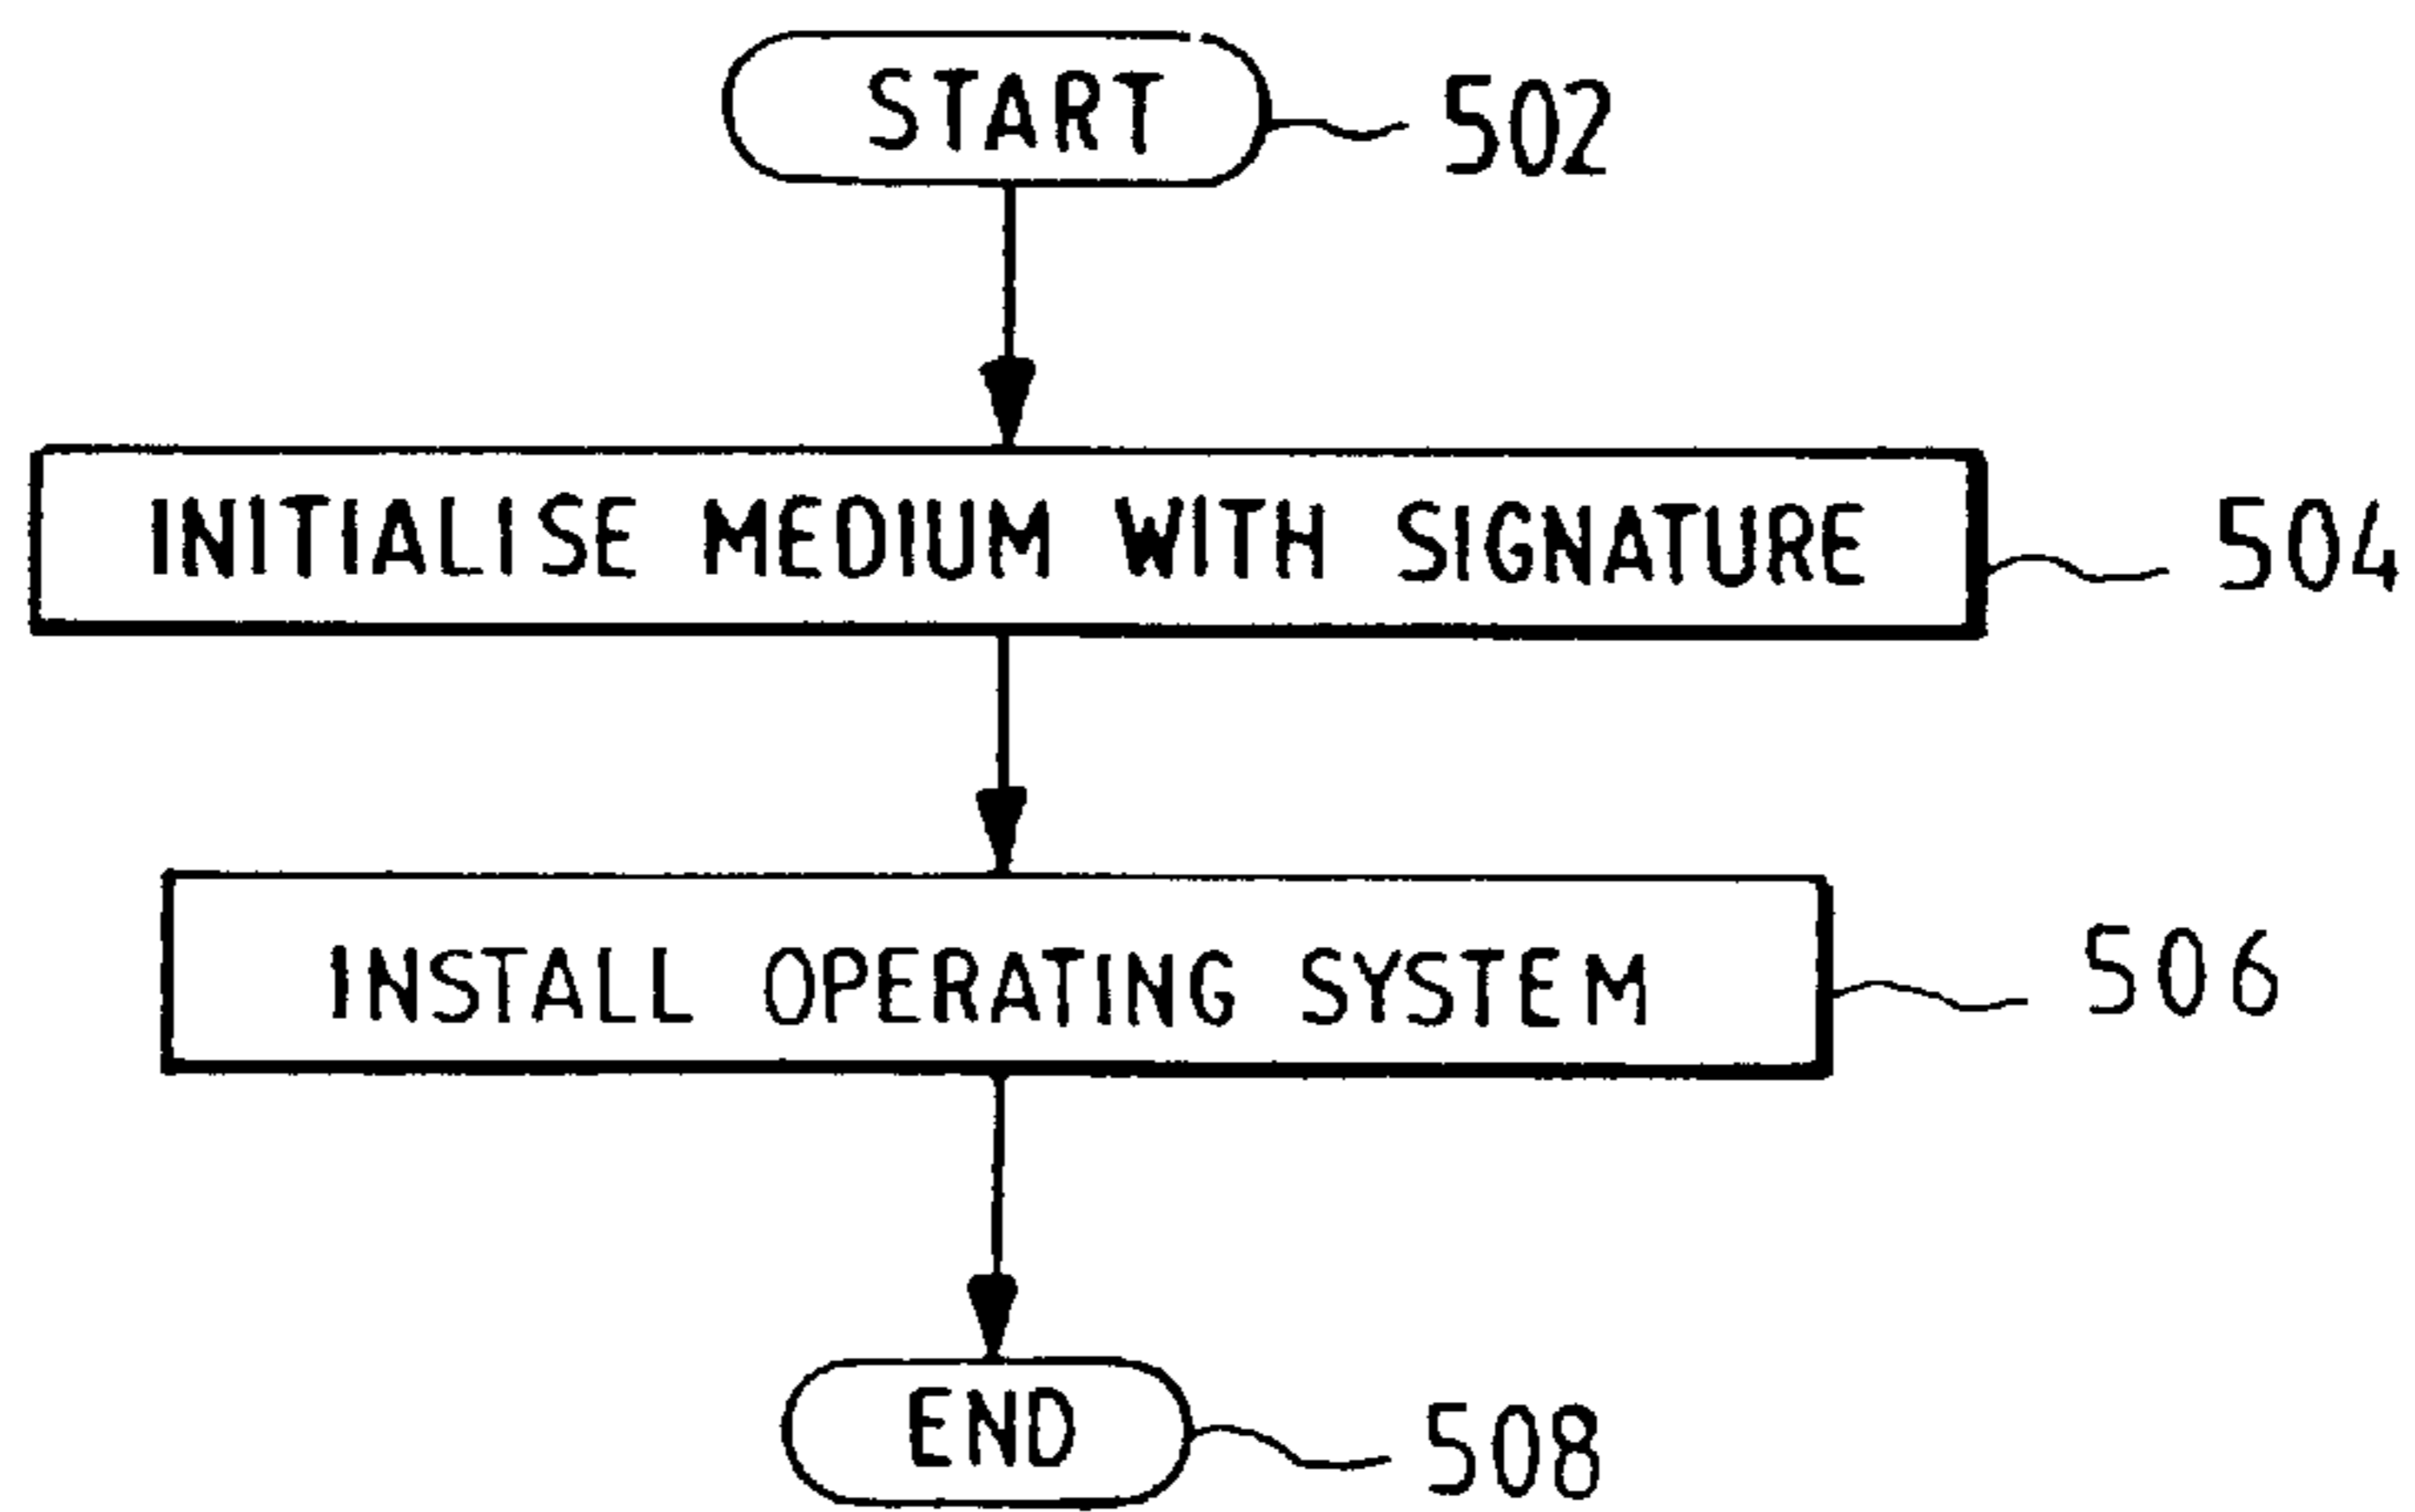 START 502
INITIALISE MEDIUM WITH SIGNATURE 504
INSTALL OPERATING SYSTEM 506
END 508